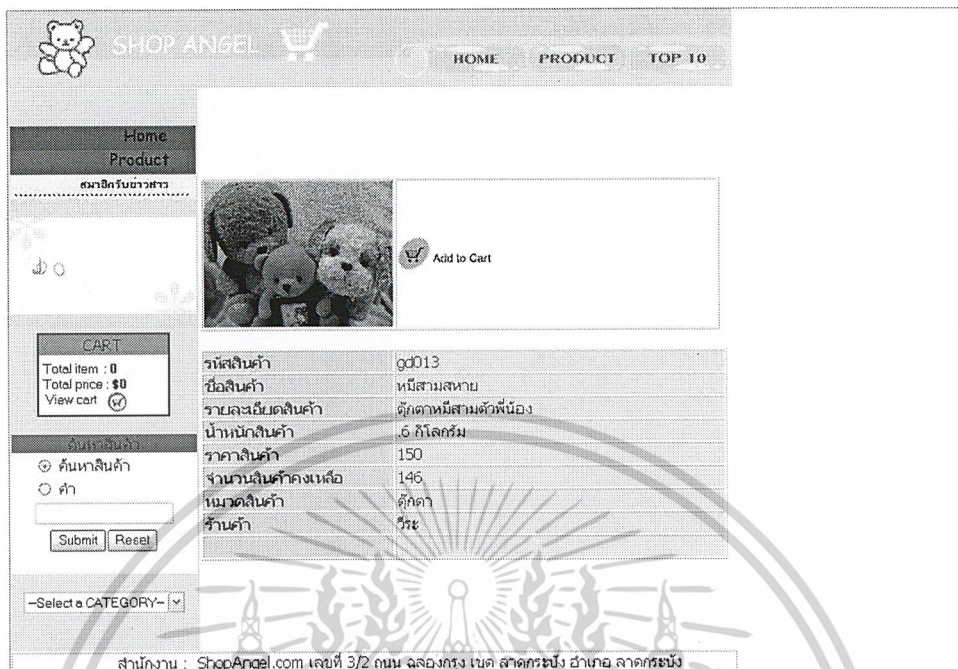 SHOP ANGEL
HOME PRODUCT TOP 10
Home
Product
สมาชิกรับข่าวสาร
Add to Cart
CART
Total item : 0
Total price : $0
View cart
ค้นหาสินค้า
ค้นหาสินค้า
คำ
Submit Reset
--Select a CATEGORY--
รหัสสินค้า gd013
ชื่อสินค้า หมีสามสหาย
รายละเอียดสินค้า ตุ๊กตาหมีสามตัวพี่น้อง
น้ำหนักสินค้า .6 กิโลกรัม
ราคาสินค้า 150
จำนวนสินค้าคงเหลือ 146
หมวดสินค้า ตุ๊กตา
ร้านค้า วีระ
สำนักงาน : ShopAngel.com เลขที่ 3/2 ถนน ฉลองกรุง เขต ลาดกระบัง อำเภอ ลาดกระบัง